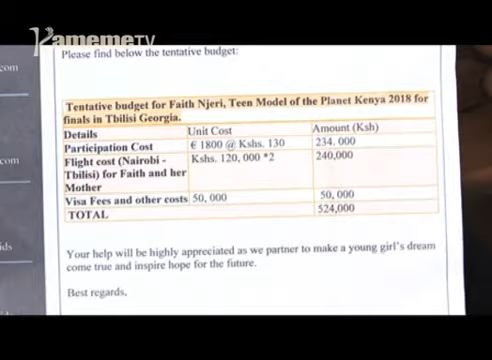 KamemeTV
Please find below the tentative budget:
.com
Tentative budget for Faith Njeri, Teen Model of the Planet Kenya 2018 for
finals in Tbilisi Georgia.
Details Unit Cost Amount (Ksh)
Participation Cost € 1800 @ Kshs. 130 234. 000
Flight cost (Nairobi - Kshs. 120, 000 *2 240,000
Tbilisi) for Faith and her
Mother
.com
Visa Fees and other costs 50, 000 50, 000
TOTAL 524,000
ids
Your help will be highly appreciated as we partner to make a young girl's dream
come true and inspire hope for the future.
Best regards,